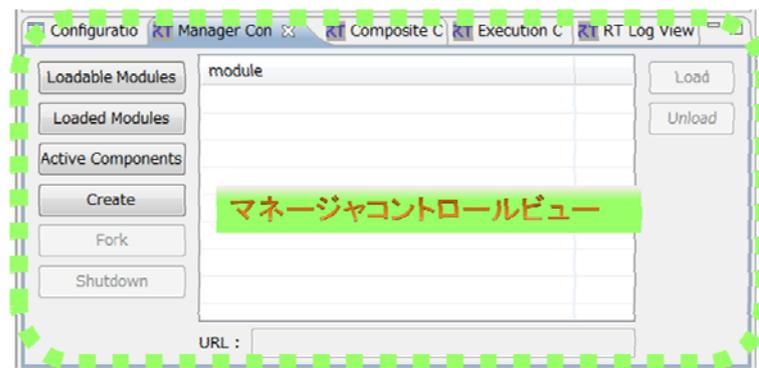 Configuratio RT Manager Con RT Composite C RT Execution C RT RT Log View
Loadable Modules
module
Load
Loaded Modules
Unload
Active Components
Create
マネージャコントロールビュー
Fork
Shutdown
URL :